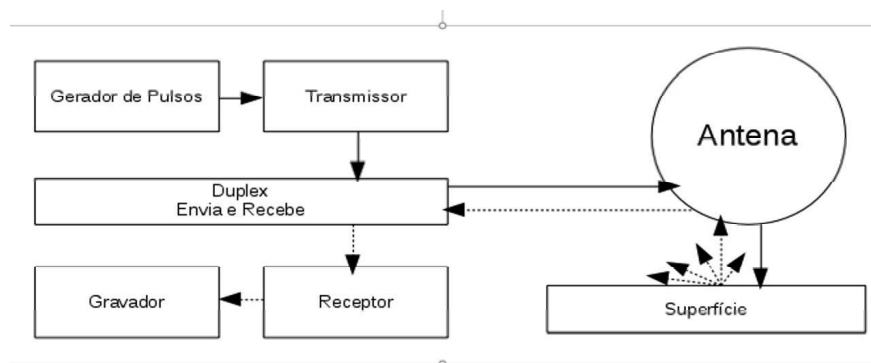 Gerador de Pulsos
Transmissor
Antena
Duplex
Envia e Recebe
Gravador
Receptor
Superfície